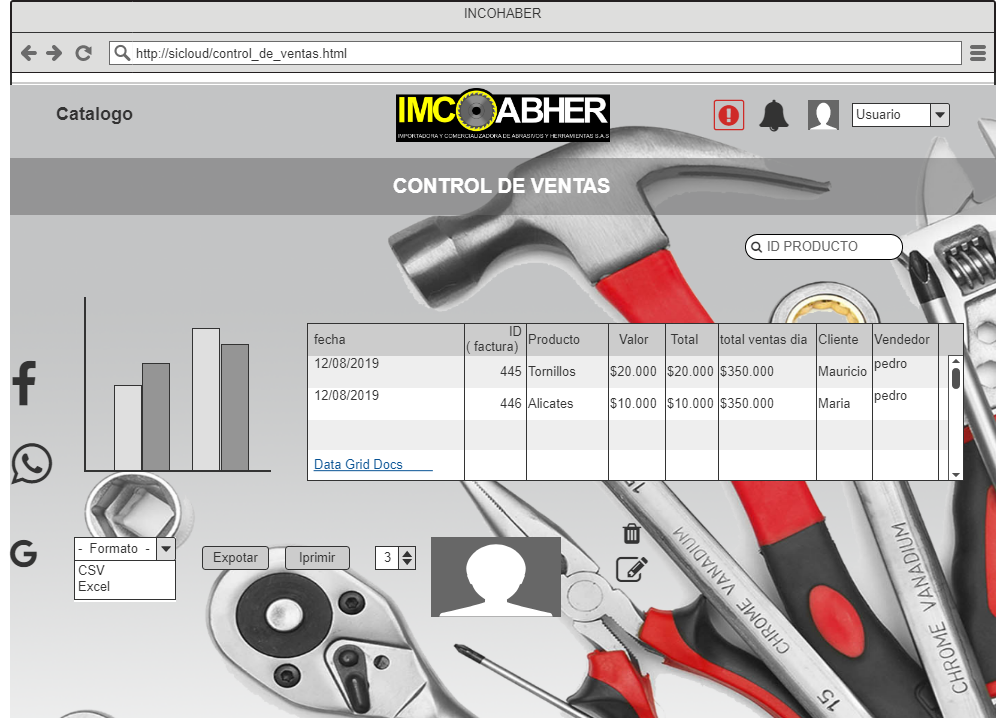 INCOHABER
http://sicloud/control_de_ventas.html
Catalogo
IMCOABHER
IMPORTADORA Y COMERCIALIZADORA DE ABRASIVOS Y HERRAMIENTAS S.A.S
Usuario
CONTROL DE VENTAS
ID PRODUCTO
fecha ID ( factura) Producto Valor Total total ventas dia Cliente Vendedor
12/08/2019 445 Tornillos $20.000 $20.000 $350.000 Mauricio pedro
12/08/2019 446 Alicates $10.000 $10.000 $350.000 Maria pedro
Data Grid Docs
- Formato -
CSV
Excel
Expotar
Iprimir
3
15
CHROME VANADIUM
CHROME VANADIUM
15